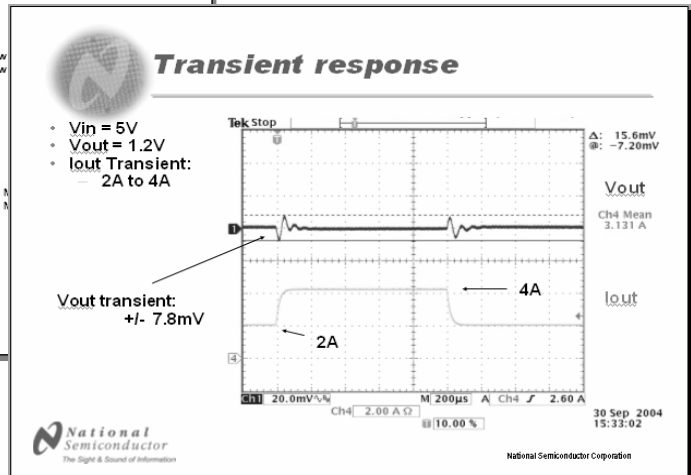 Transient response
Vin = 5V
Vout = 1.2V
Iout Transient:
2A to 4A
Vout transient:
+/- 7.8mV
Tek Stop
Δ: 15.6mV
@: -7.20mV
Vout
Ch4 Mean
3.131 A
1
4A
Iout
2A
4
Ch1 20.0mV M 200µs A Ch4 2.60 A
Ch4 2.00 A Ω
10.00 %
30 Sep 2004
15:33:02
National
Semiconductor
The Sight & Sound of Information
National Semiconductor Corporation